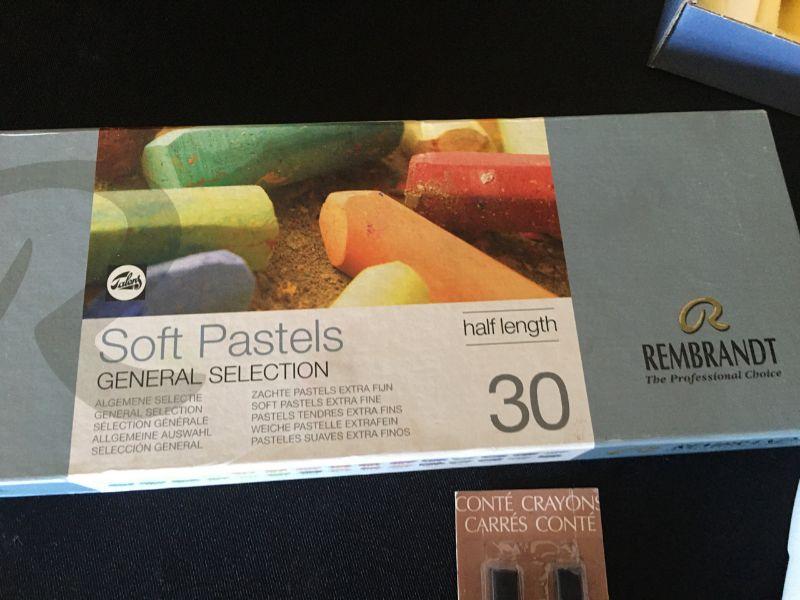 Talens
Soft Pastels
GENERAL SELECTION
ALGEMENE SELECTIE
GENERAL SELECTION
SÉLECTION GÉNÉRALE
ALLGEMEINE AUSWAHL
SELECCIÓN GENERAL
ZACHTE PASTELS EXTRA FIJN
SOFT PASTELS EXTRA FINE
PASTELS TENDRES EXTRA FINS
WEICHE PASTELLE EXTRAFEIN
PASTELES SUAVES EXTRA FINOS
half length
30
R
REMBRANDT
The Professional Choice
CONTÉ CRAYONS
CARRÉS CONTÉ